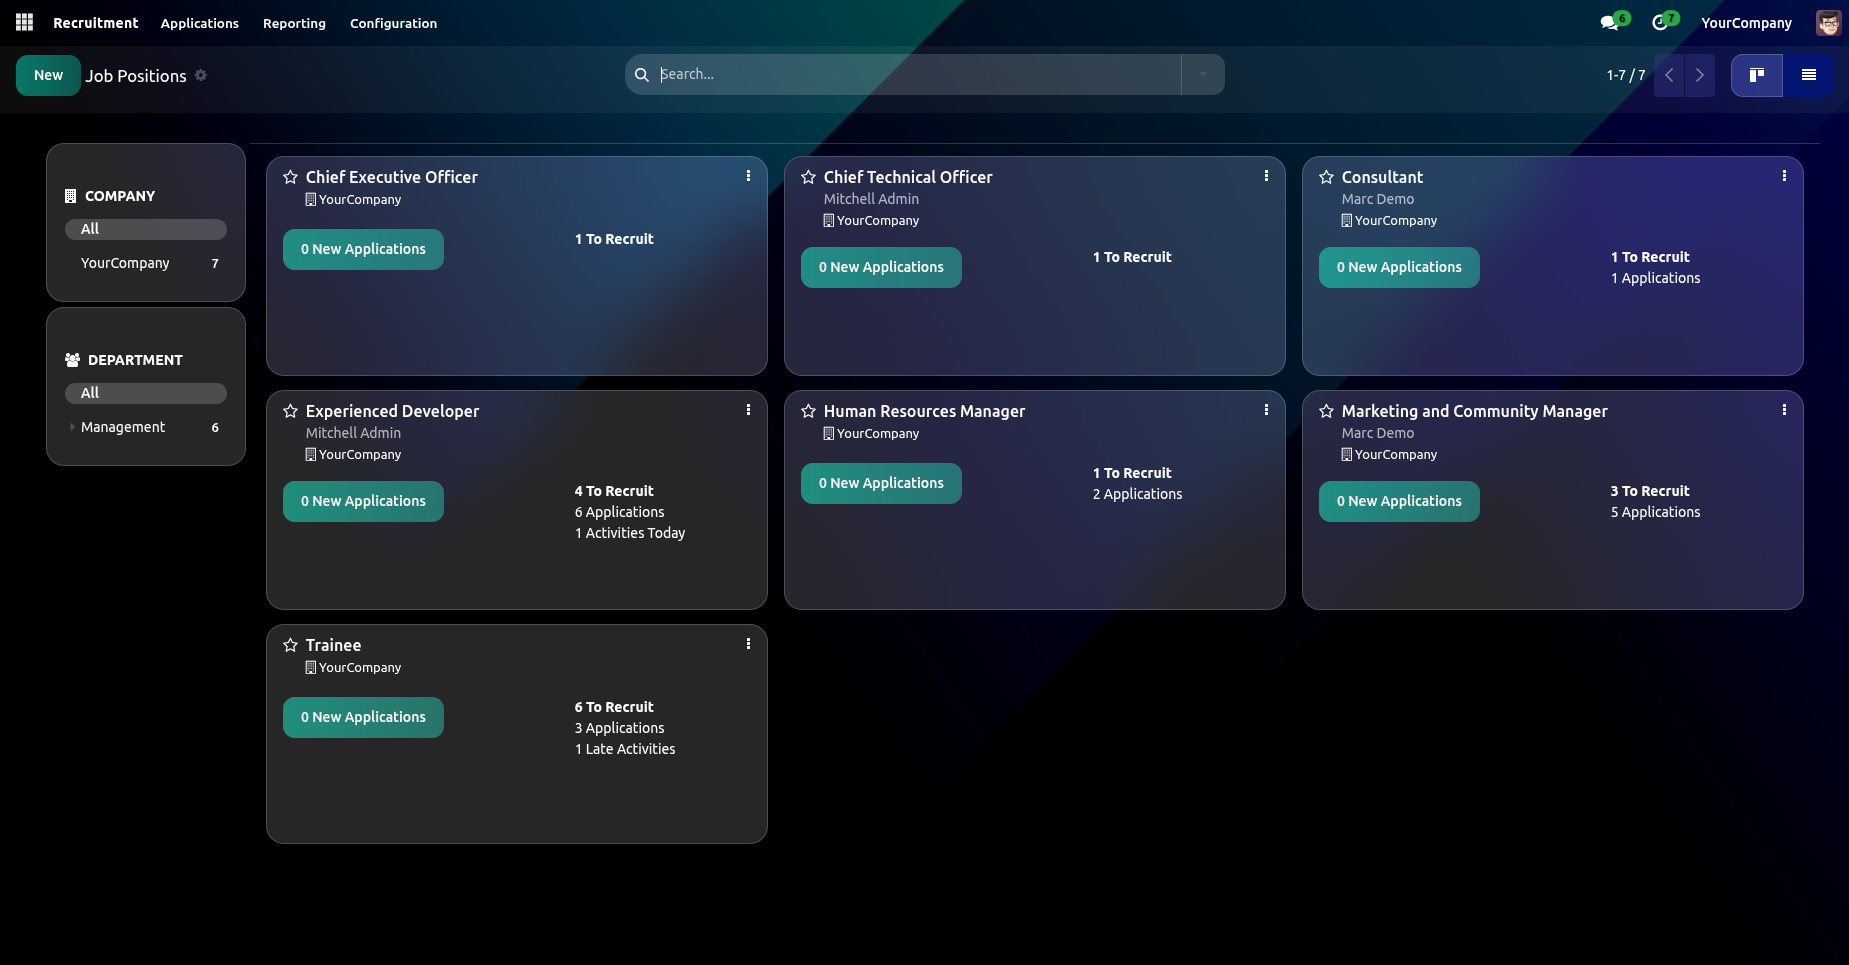 Recruitment Applications Reporting Configuration 6 7 YourCompany
New Job Positions Search... 1-7 / 7
COMPANY
All
YourCompany 7
DEPARTMENT
All
Management 6
Chief Executive Officer
YourCompany
0 New Applications
1 To Recruit
Chief Technical Officer
Mitchell Admin
YourCompany
0 New Applications
1 To Recruit
Consultant
Marc Demo
YourCompany
0 New Applications
1 To Recruit
1 Applications
Experienced Developer
Mitchell Admin
YourCompany
0 New Applications
4 To Recruit
6 Applications
1 Activities Today
Human Resources Manager
YourCompany
0 New Applications
1 To Recruit
2 Applications
Marketing and Community Manager
Marc Demo
YourCompany
0 New Applications
3 To Recruit
5 Applications
Trainee
YourCompany
0 New Applications
6 To Recruit
3 Applications
1 Late Activities